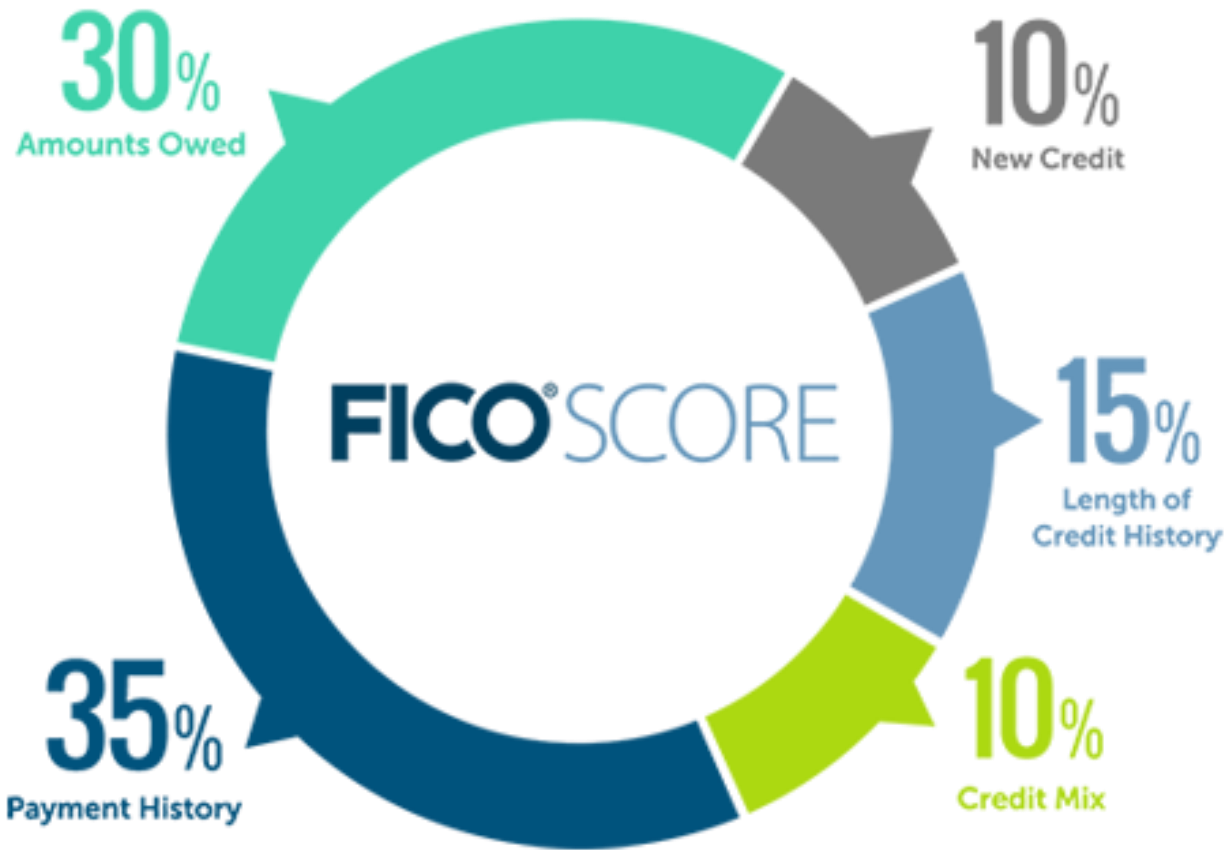 30%
Amounts Owed
10%
New Credit
FICO® SCORE
15%
Length of
Credit History
35%
Payment History
10%
Credit Mix